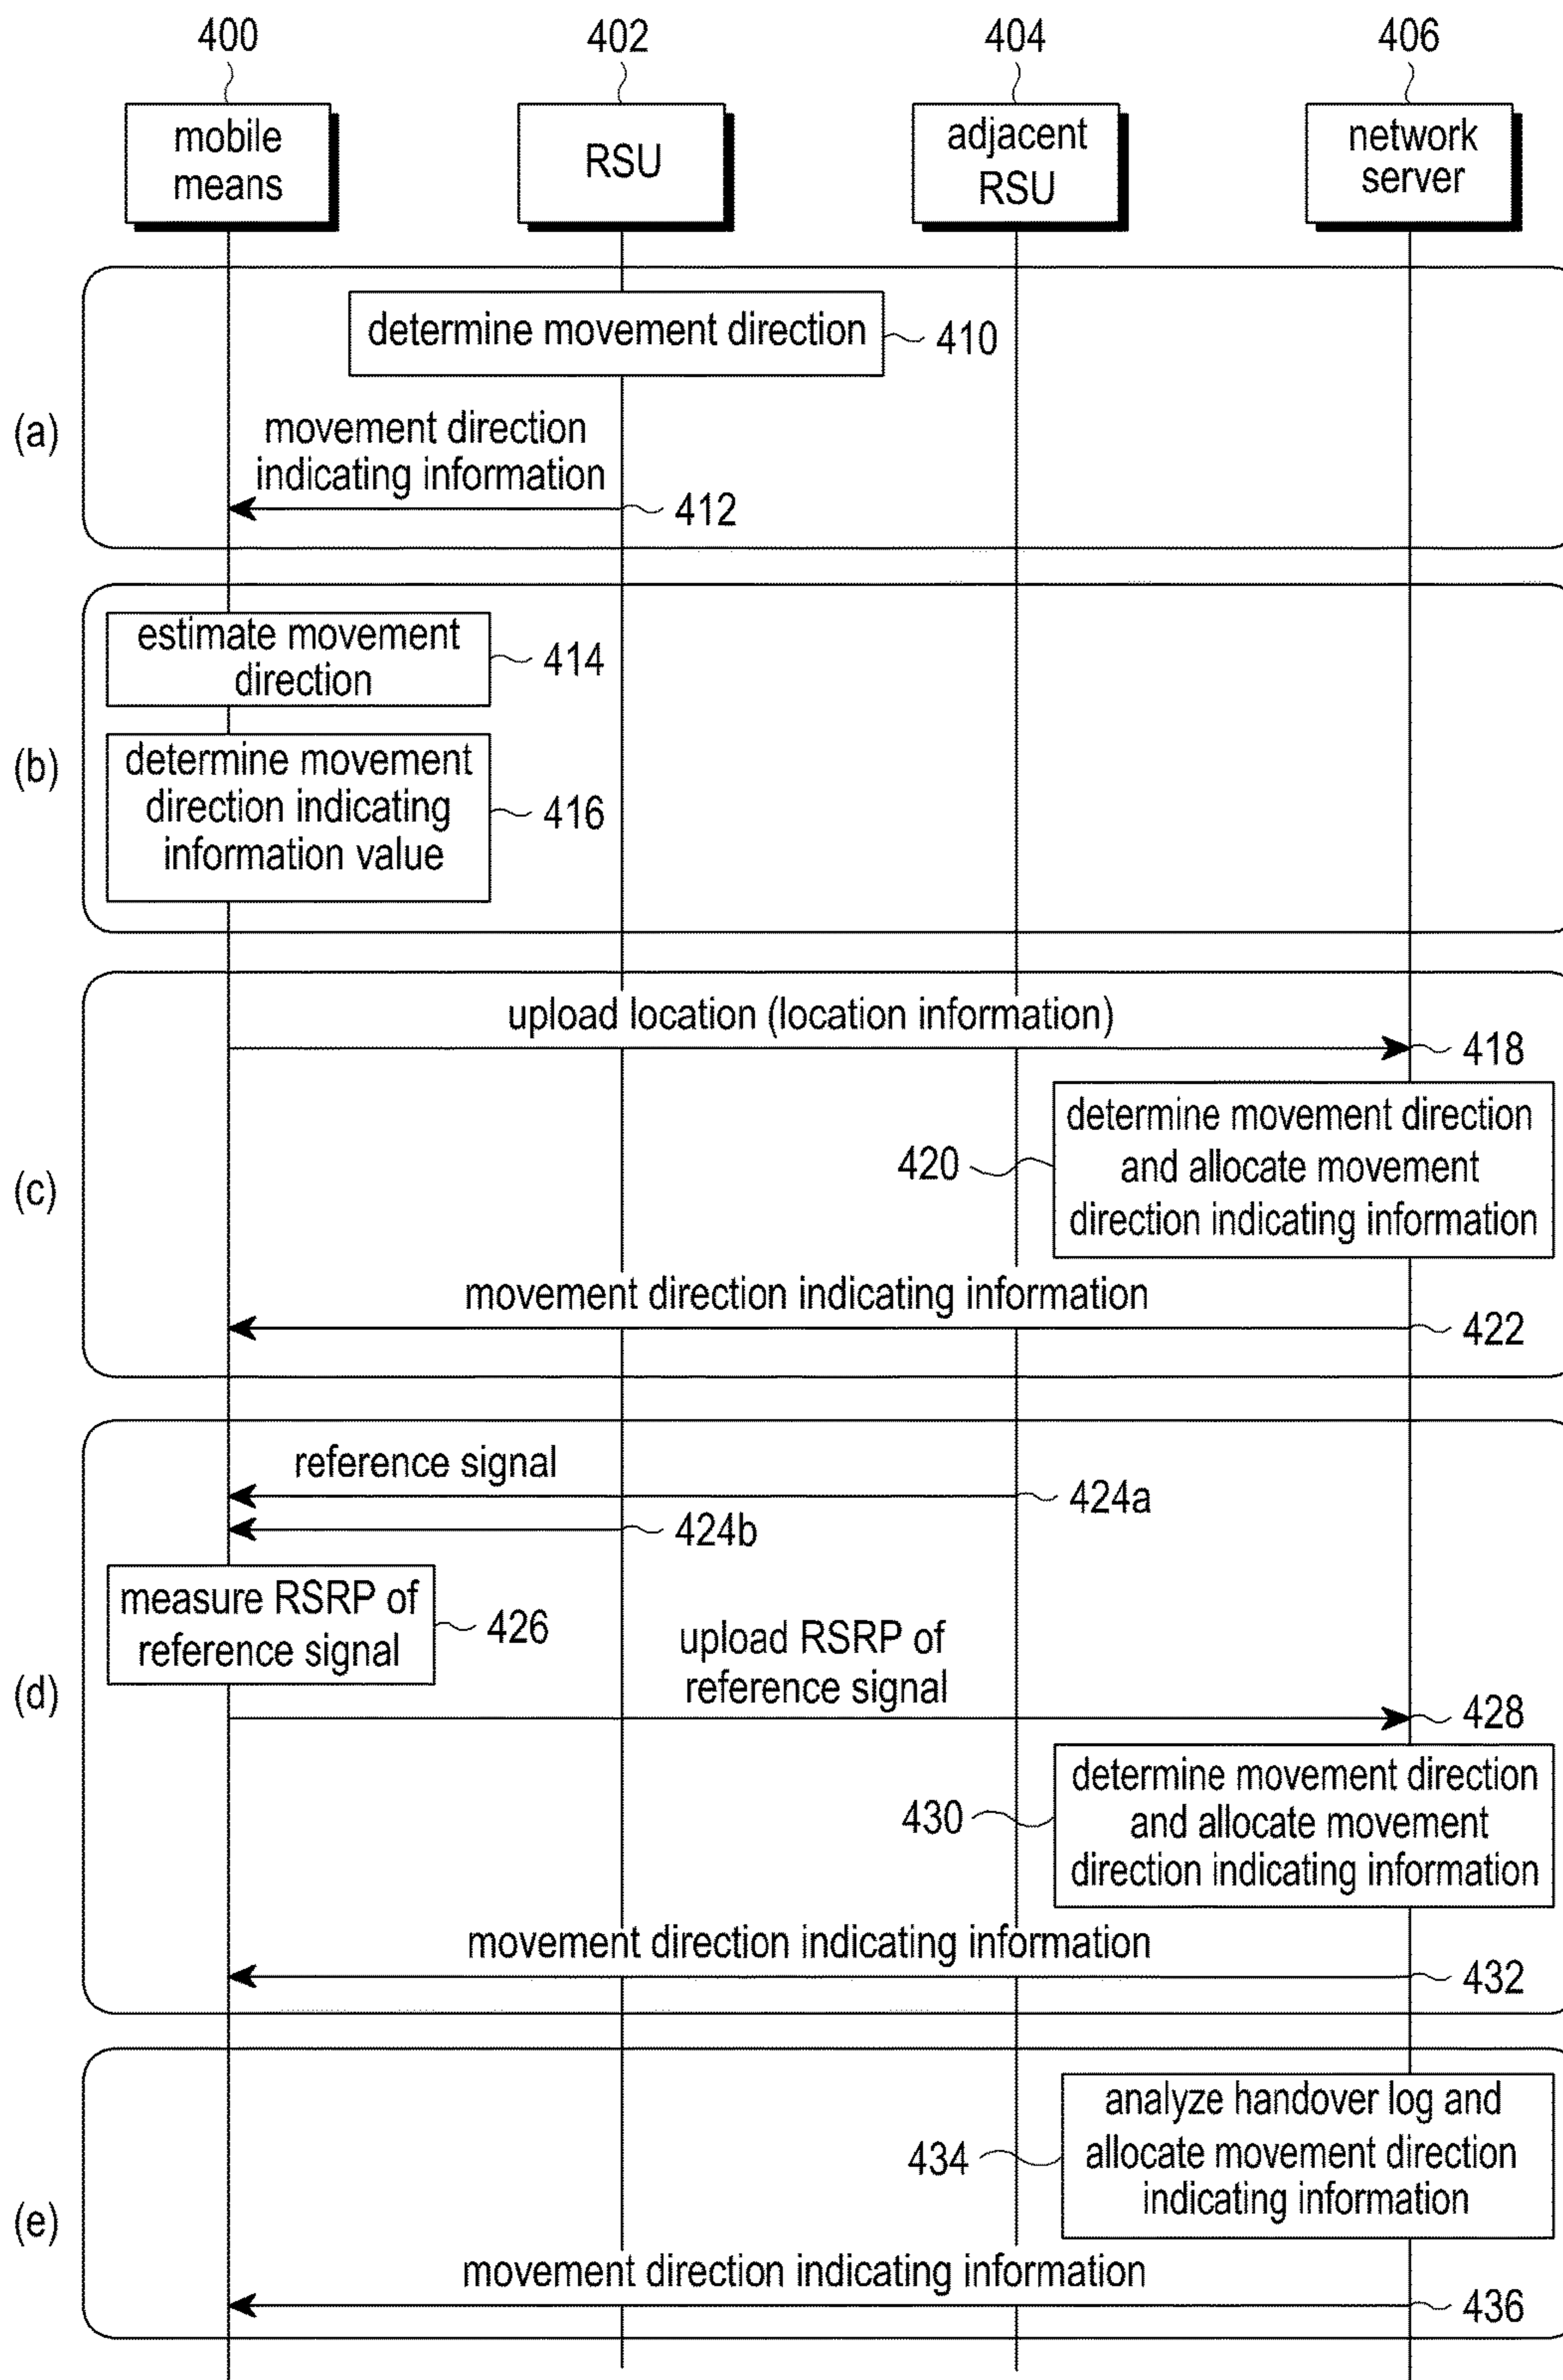 400
402
404
406
mobile
means
RSU
adjacent
RSU
network
server
(a)
determine movement direction
410
movement direction
indicating information
412
(b)
estimate movement
direction
414
determine movement
direction indicating
information value
416
(c)
upload location (location information)
418
determine movement direction
and allocate movement
direction indicating information
420
movement direction indicating information
422
(d)
reference signal
424a
424b
measure RSRP of
reference signal
426
upload RSRP of
reference signal
428
determine movement direction
and allocate movement
direction indicating information
430
movement direction indicating information
432
(e)
analyze handover log and
allocate movement direction
indicating information
434
movement direction indicating information
436